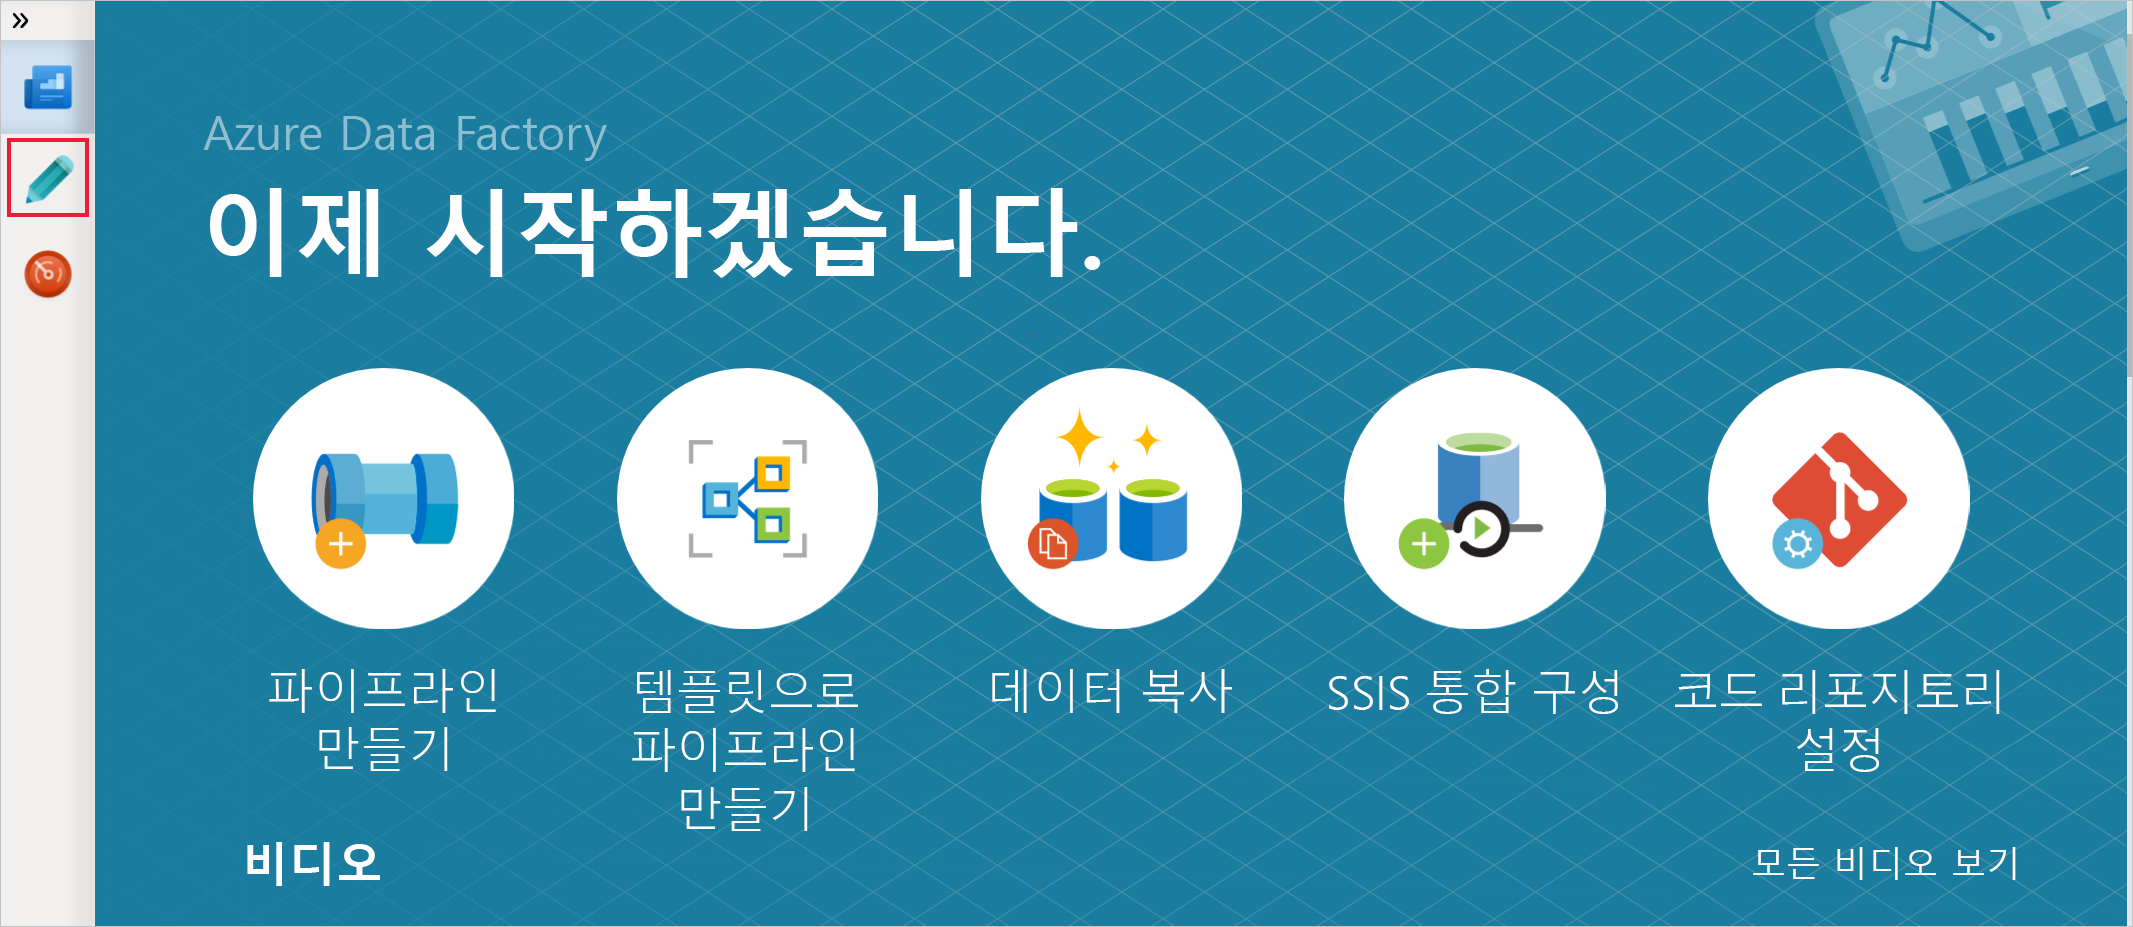 Azure Data Factory
이제 시작하겠습니다.
파이프라인
만들기
템플릿으로
파이프라인
만들기
데이터 복사
SSIS 통합 구성
코드 리포지토리
설정
비디오
모든 비디오 보기